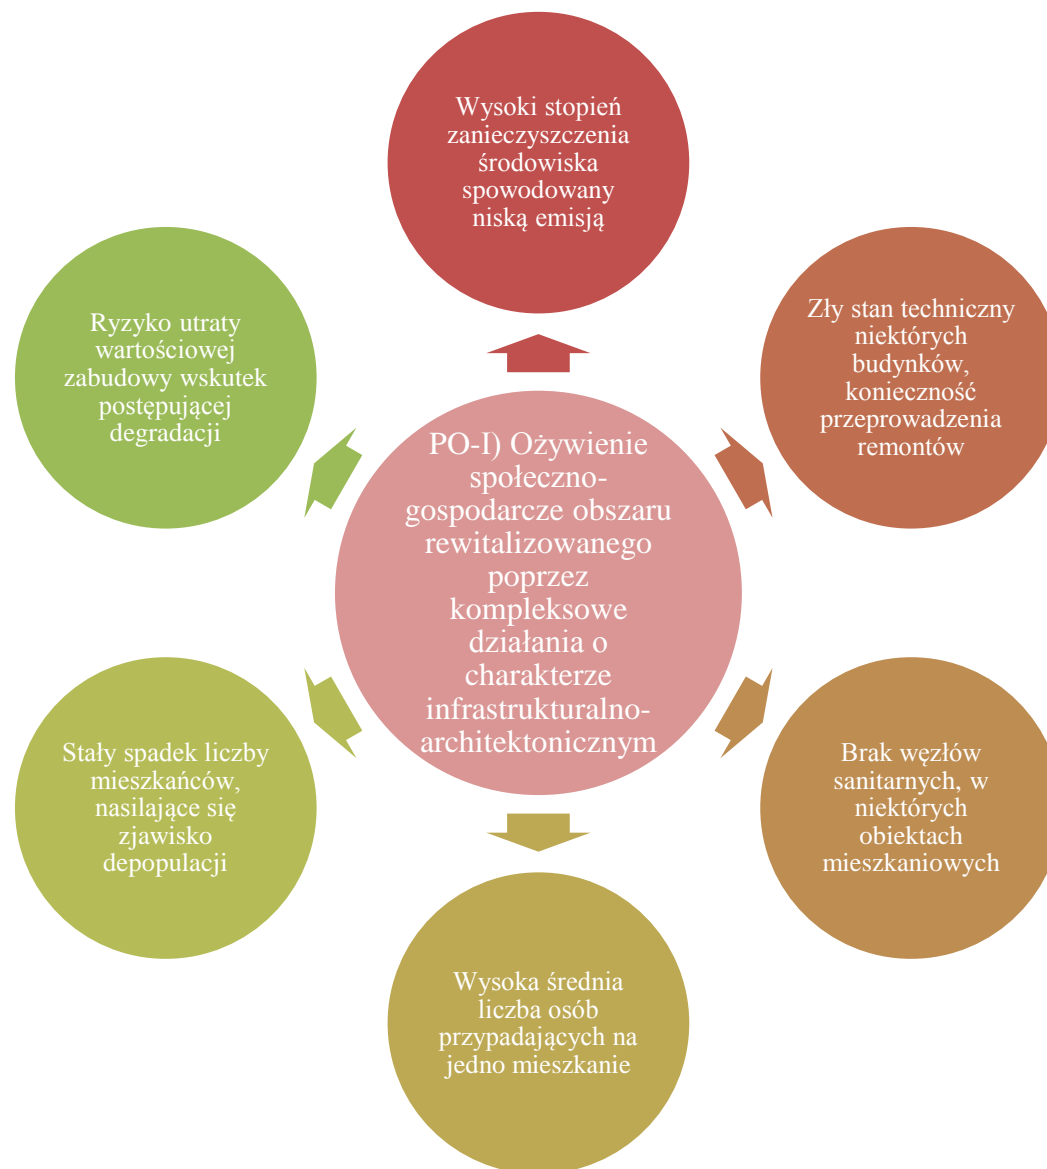 Wysoki stopień
zanieczyszczenia
środowiska
spowodowany
niską emisją
Zły stan techniczny
niektórych
budynków,
konieczność
przeprowadzenia
remontów
Brak węzłów
sanitarnych, w
niektórych
obiektach
mieszkaniowych
Wysoka średnia
liczba osób
przypadających na
jedno mieszkanie
Stały spadek liczby
mieszkańców,
nasilające się
zjawisko
depopulacji
Ryzyko utraty
wartościowej
zabudowy wskutek
postępującej
degradacji
PO-I) Ożywienie
społeczno-
gospodarcze obszaru
rewitalizowanego
poprzez
kompleksowe
działania o
charakterze
infrastrukturalno-
architektonicznym